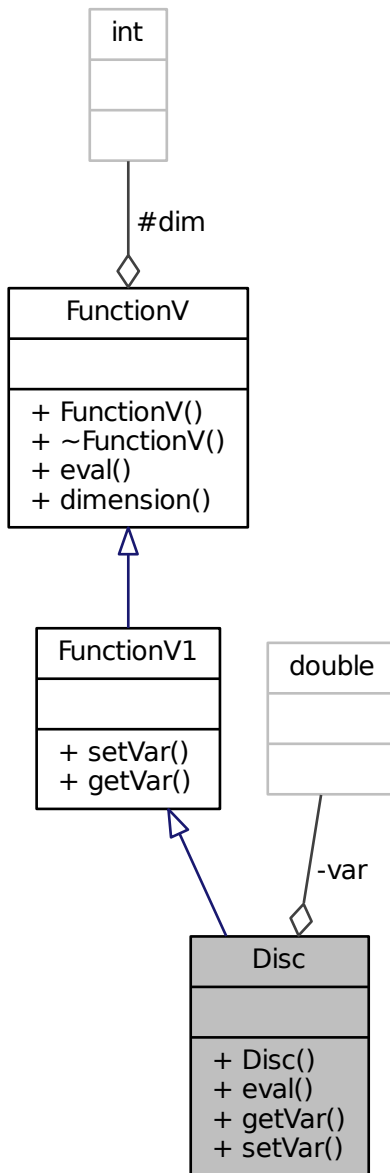 int
#dim
FunctionV
+ FunctionV()
+ ~FunctionV()
+ eval()
+ dimension()
FunctionV1
+ setVar()
+ getVar()
double
-var
Disc
+ Disc()
+ eval()
+ getVar()
+ setVar()